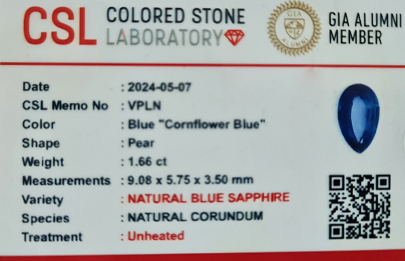 CSL COLORED STONE LABORATORY
GIA ALUMNI MEMBER
Date : 2024-05-07
CSL Memo No : VPLN
Color : Blue "Cornflower Blue"
Shape : Pear
Weight : 1.66 ct
Measurements : 9.08 x 5.75 x 3.50 mm
Variety : NATURAL BLUE SAPPHIRE
Species : NATURAL CORUNDUM
Treatment : Unheated